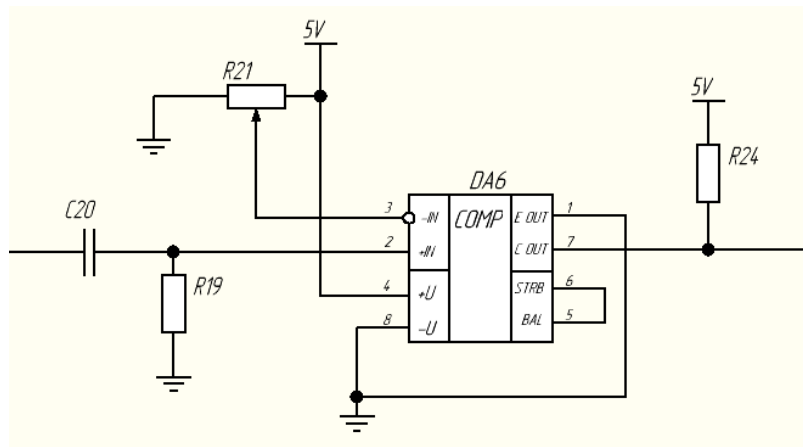 5V
R21
5V
R24
DA6
C20
3
-IN
COMP
E OUT
1
2
+IN
C OUT
7
R19
4
+U
STRB
6
8
-U
BAL
5